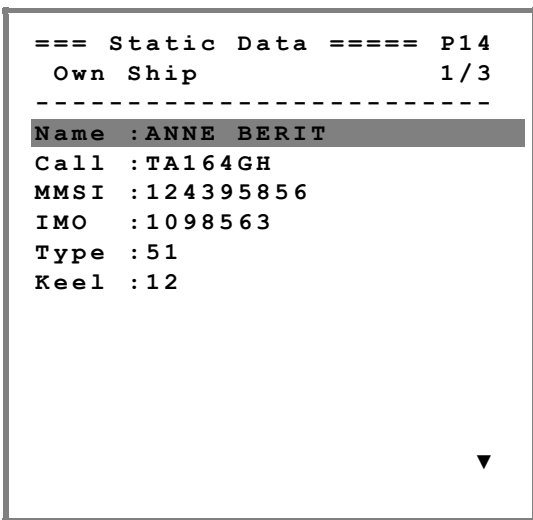 === Static Data ===== P14
Own Ship 1/3
-------------------------
Name :ANNE BERIT
Call :TA164GH
MMSI :124395856
IMO :1098563
Type :51
Keel :12
▼